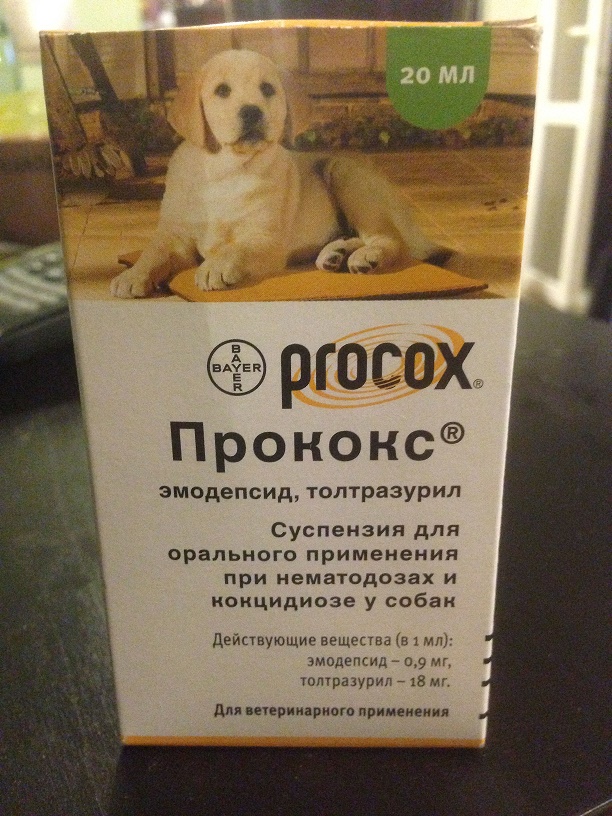 20 МЛ
BAYER
BAYER
procox®
Прококс®
эмодепсид, толтразурил
Суспензия для
орального применения
при нематодозах и
кокцидиозе у собак
Действующие вещества (в 1 мл):
эмодепсид – 0,9 мг,
толтразурил – 18 мг.
Для ветеринарного применения